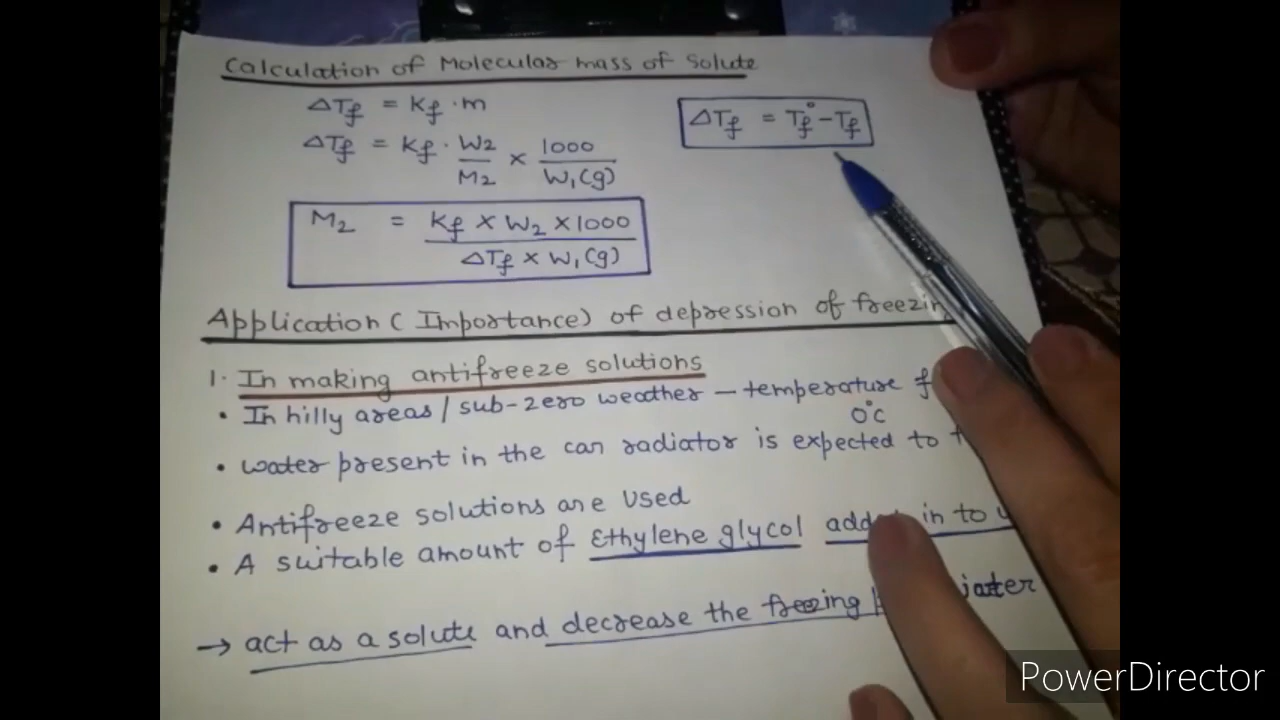 Calculation of Molecular mass of Solute
ΔTf = Kf · m
ΔTf = Tf° - Tf
ΔTf = Kf · W2/M2 × 1000/W1(g)
M2 = Kf × W2 × 1000 / ΔTf × W1(g)
Application (Importance) of depression of
1. In making antifreeze solutions
• In hilly areas / sub-zero weather – temperature
0°C
• water present in the car radiator is expected to
• Antifreeze solutions are used
• A suitable amount of Ethylene glycol in to
→ act as a solute and decrease the freezing
PowerDirector